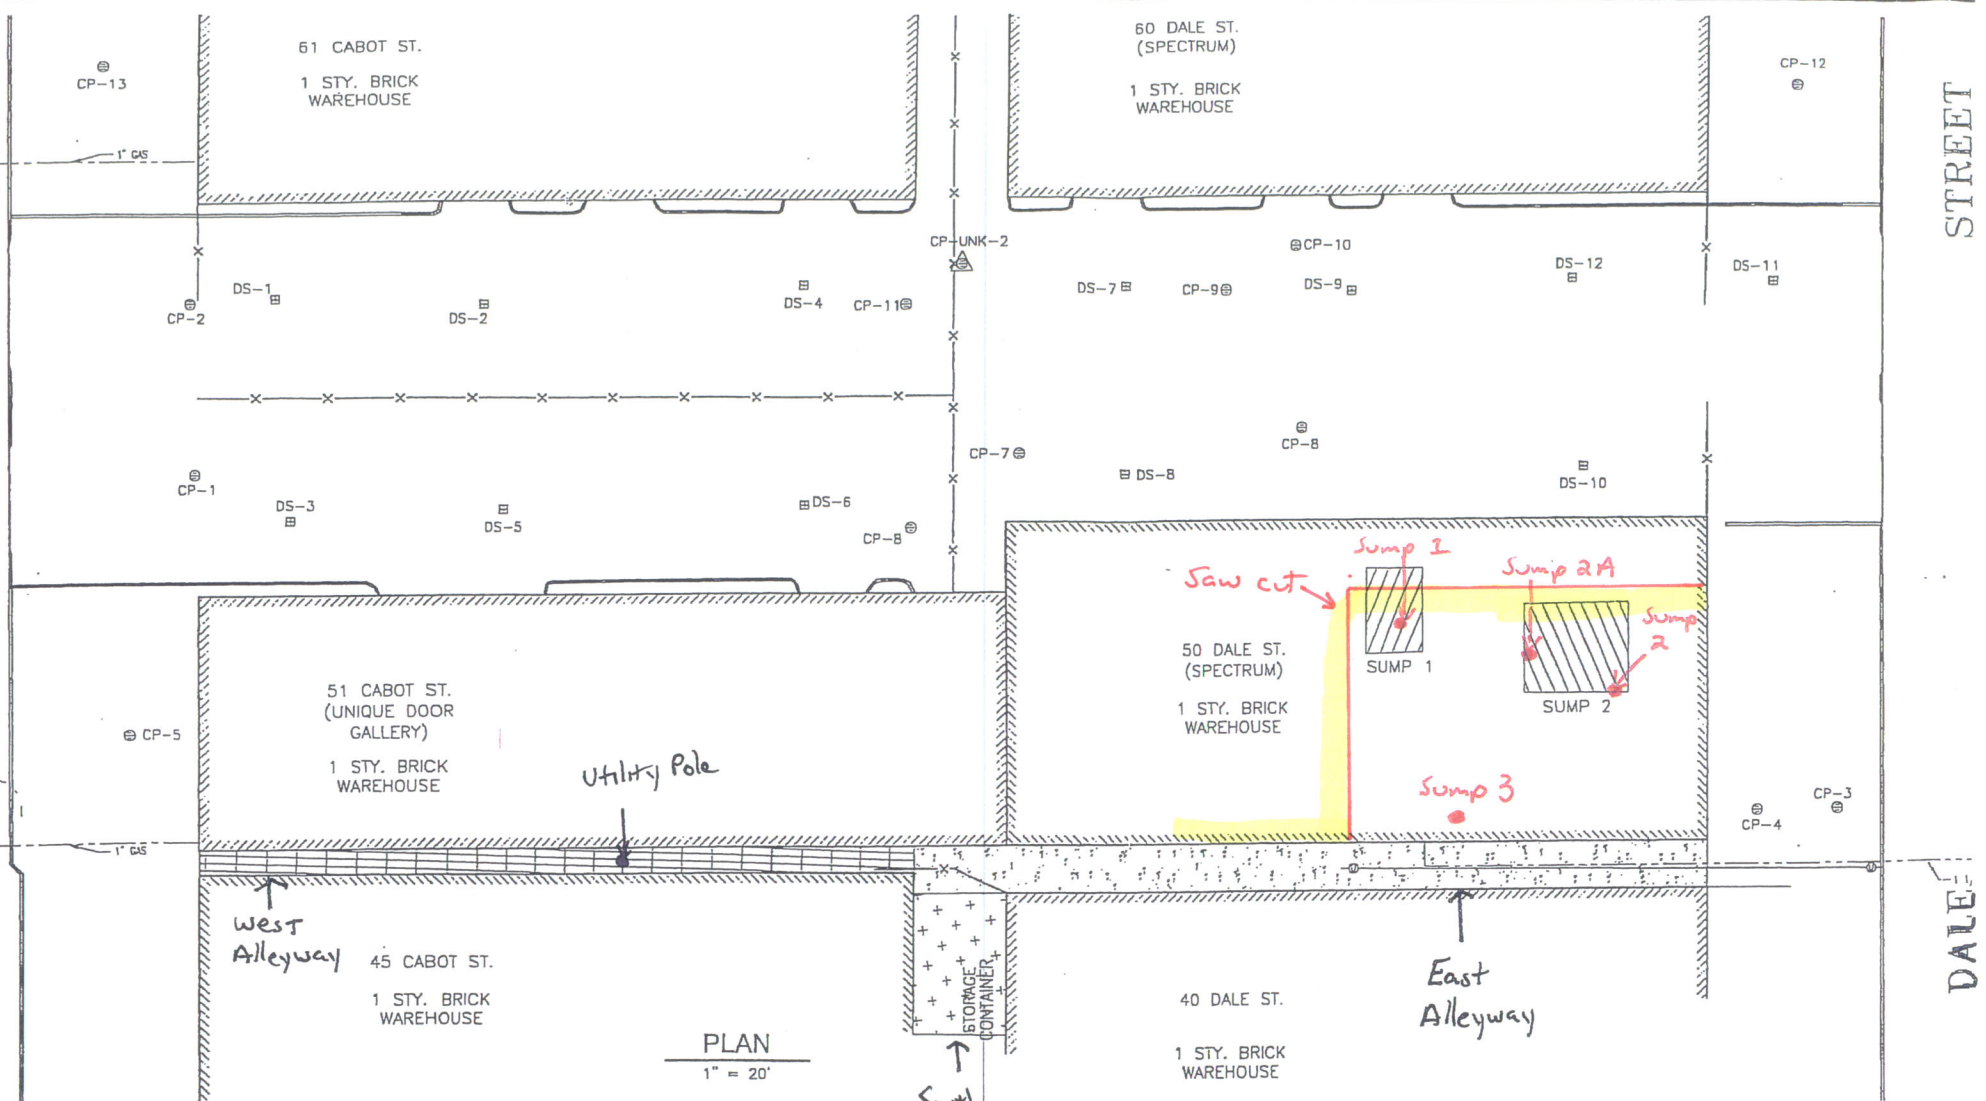 61 CABOT ST.
1 STY. BRICK
WAREHOUSE
60 DALE ST.
(SPECTRUM)
1 STY. BRICK
WAREHOUSE
CP-13
CP-12
STREET
1" GAS
CP-UNK-2
CP-10
DS-12
DS-11
DS-1
CP-2
DS-2
DS-4
CP-11
DS-7
CP-9
DS-9
CP-7
CP-8
DS-8
DS-10
CP-1
DS-3
DS-5
DS-6
CP-8
Sump 1
Saw cut
Sump 2A
Sump
2
SUMP 1
SUMP 2
50 DALE ST.
(SPECTRUM)
1 STY. BRICK
WAREHOUSE
51 CABOT ST.
(UNIQUE DOOR
GALLERY)
1 STY. BRICK
WAREHOUSE
CP-5
Utility Pole
Sump 3
CP-3
CP-4
1" GAS
West
Alleyway
45 CABOT ST.
1 STY. BRICK
WAREHOUSE
STORAGE
CONTAINER
East
Alleyway
40 DALE ST.
1 STY. BRICK
WAREHOUSE
DALE
PLAN
1" = 20'